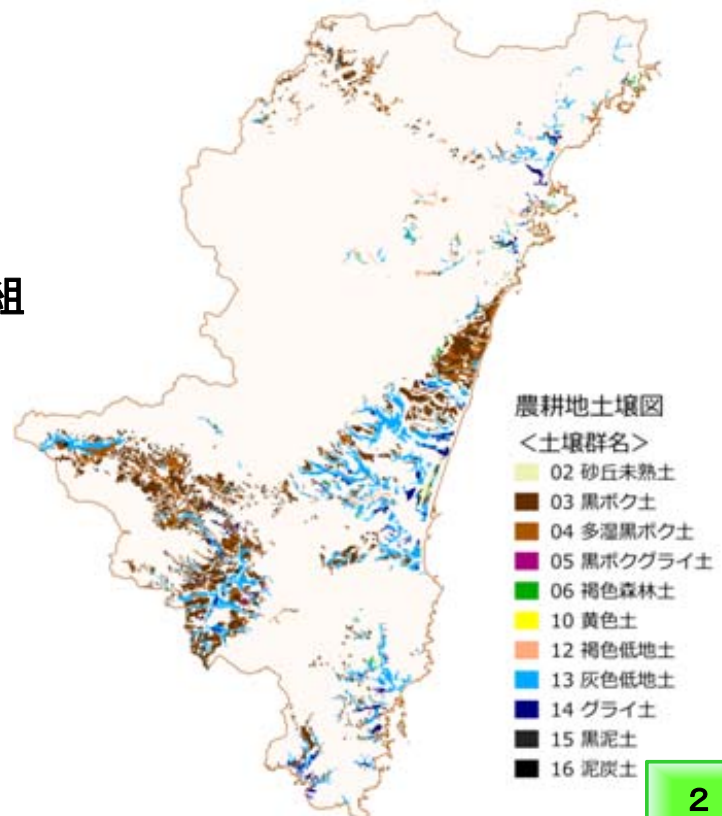 組
農耕地土壌図
<土壌群名>
02 砂丘未熟土
03 黒ボク土
04 多湿黒ボク土
05 黒ボクグライ土
06 褐色森林土
10 黄色土
12 褐色低地土
13 灰色低地土
14 グライ土
15 黒泥土
16 泥炭土
2